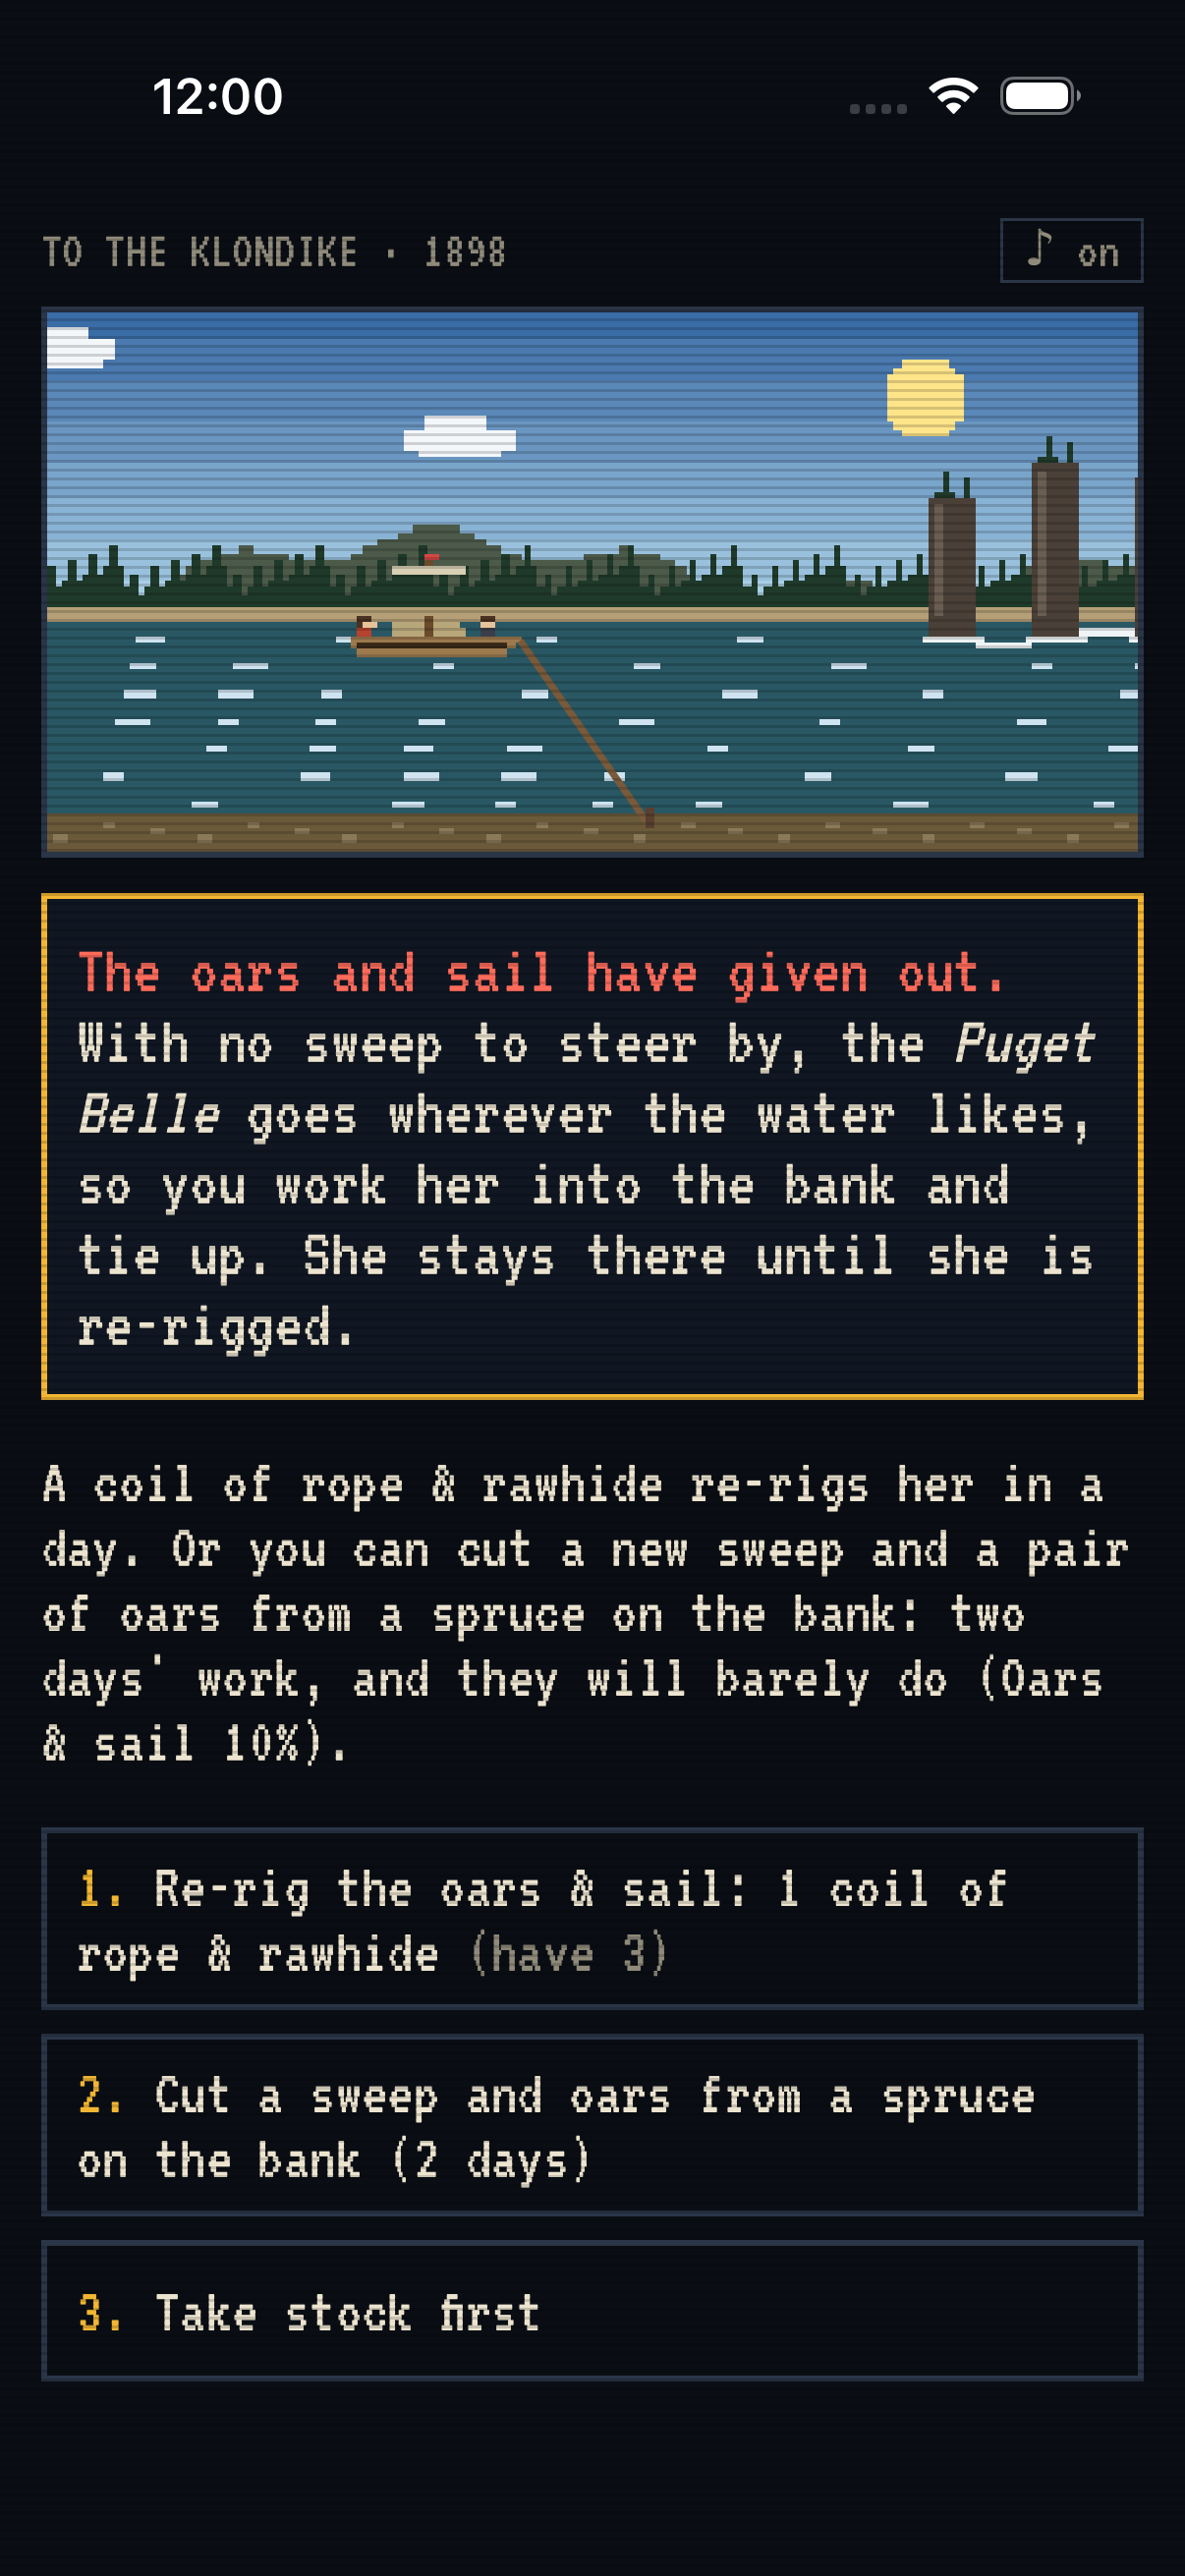 12:00
TO THE KLONDIKE · 1898
♪ on
The oars and sail have given out.
With no sweep to steer by, the Puget
Belle goes wherever the water likes,
so you work her into the bank and
tie up. She stays there until she is
re-rigged.
A coil of rope & rawhide re-rigs her in a
day. Or you can cut a new sweep and a pair
of oars from a spruce on the bank: two
days' work, and they will barely do (Oars
& sail 10%).
1. Re-rig the oars & sail: 1 coil of
rope & rawhide (have 3)
2. Cut a sweep and oars from a spruce
on the bank (2 days)
3. Take stock first